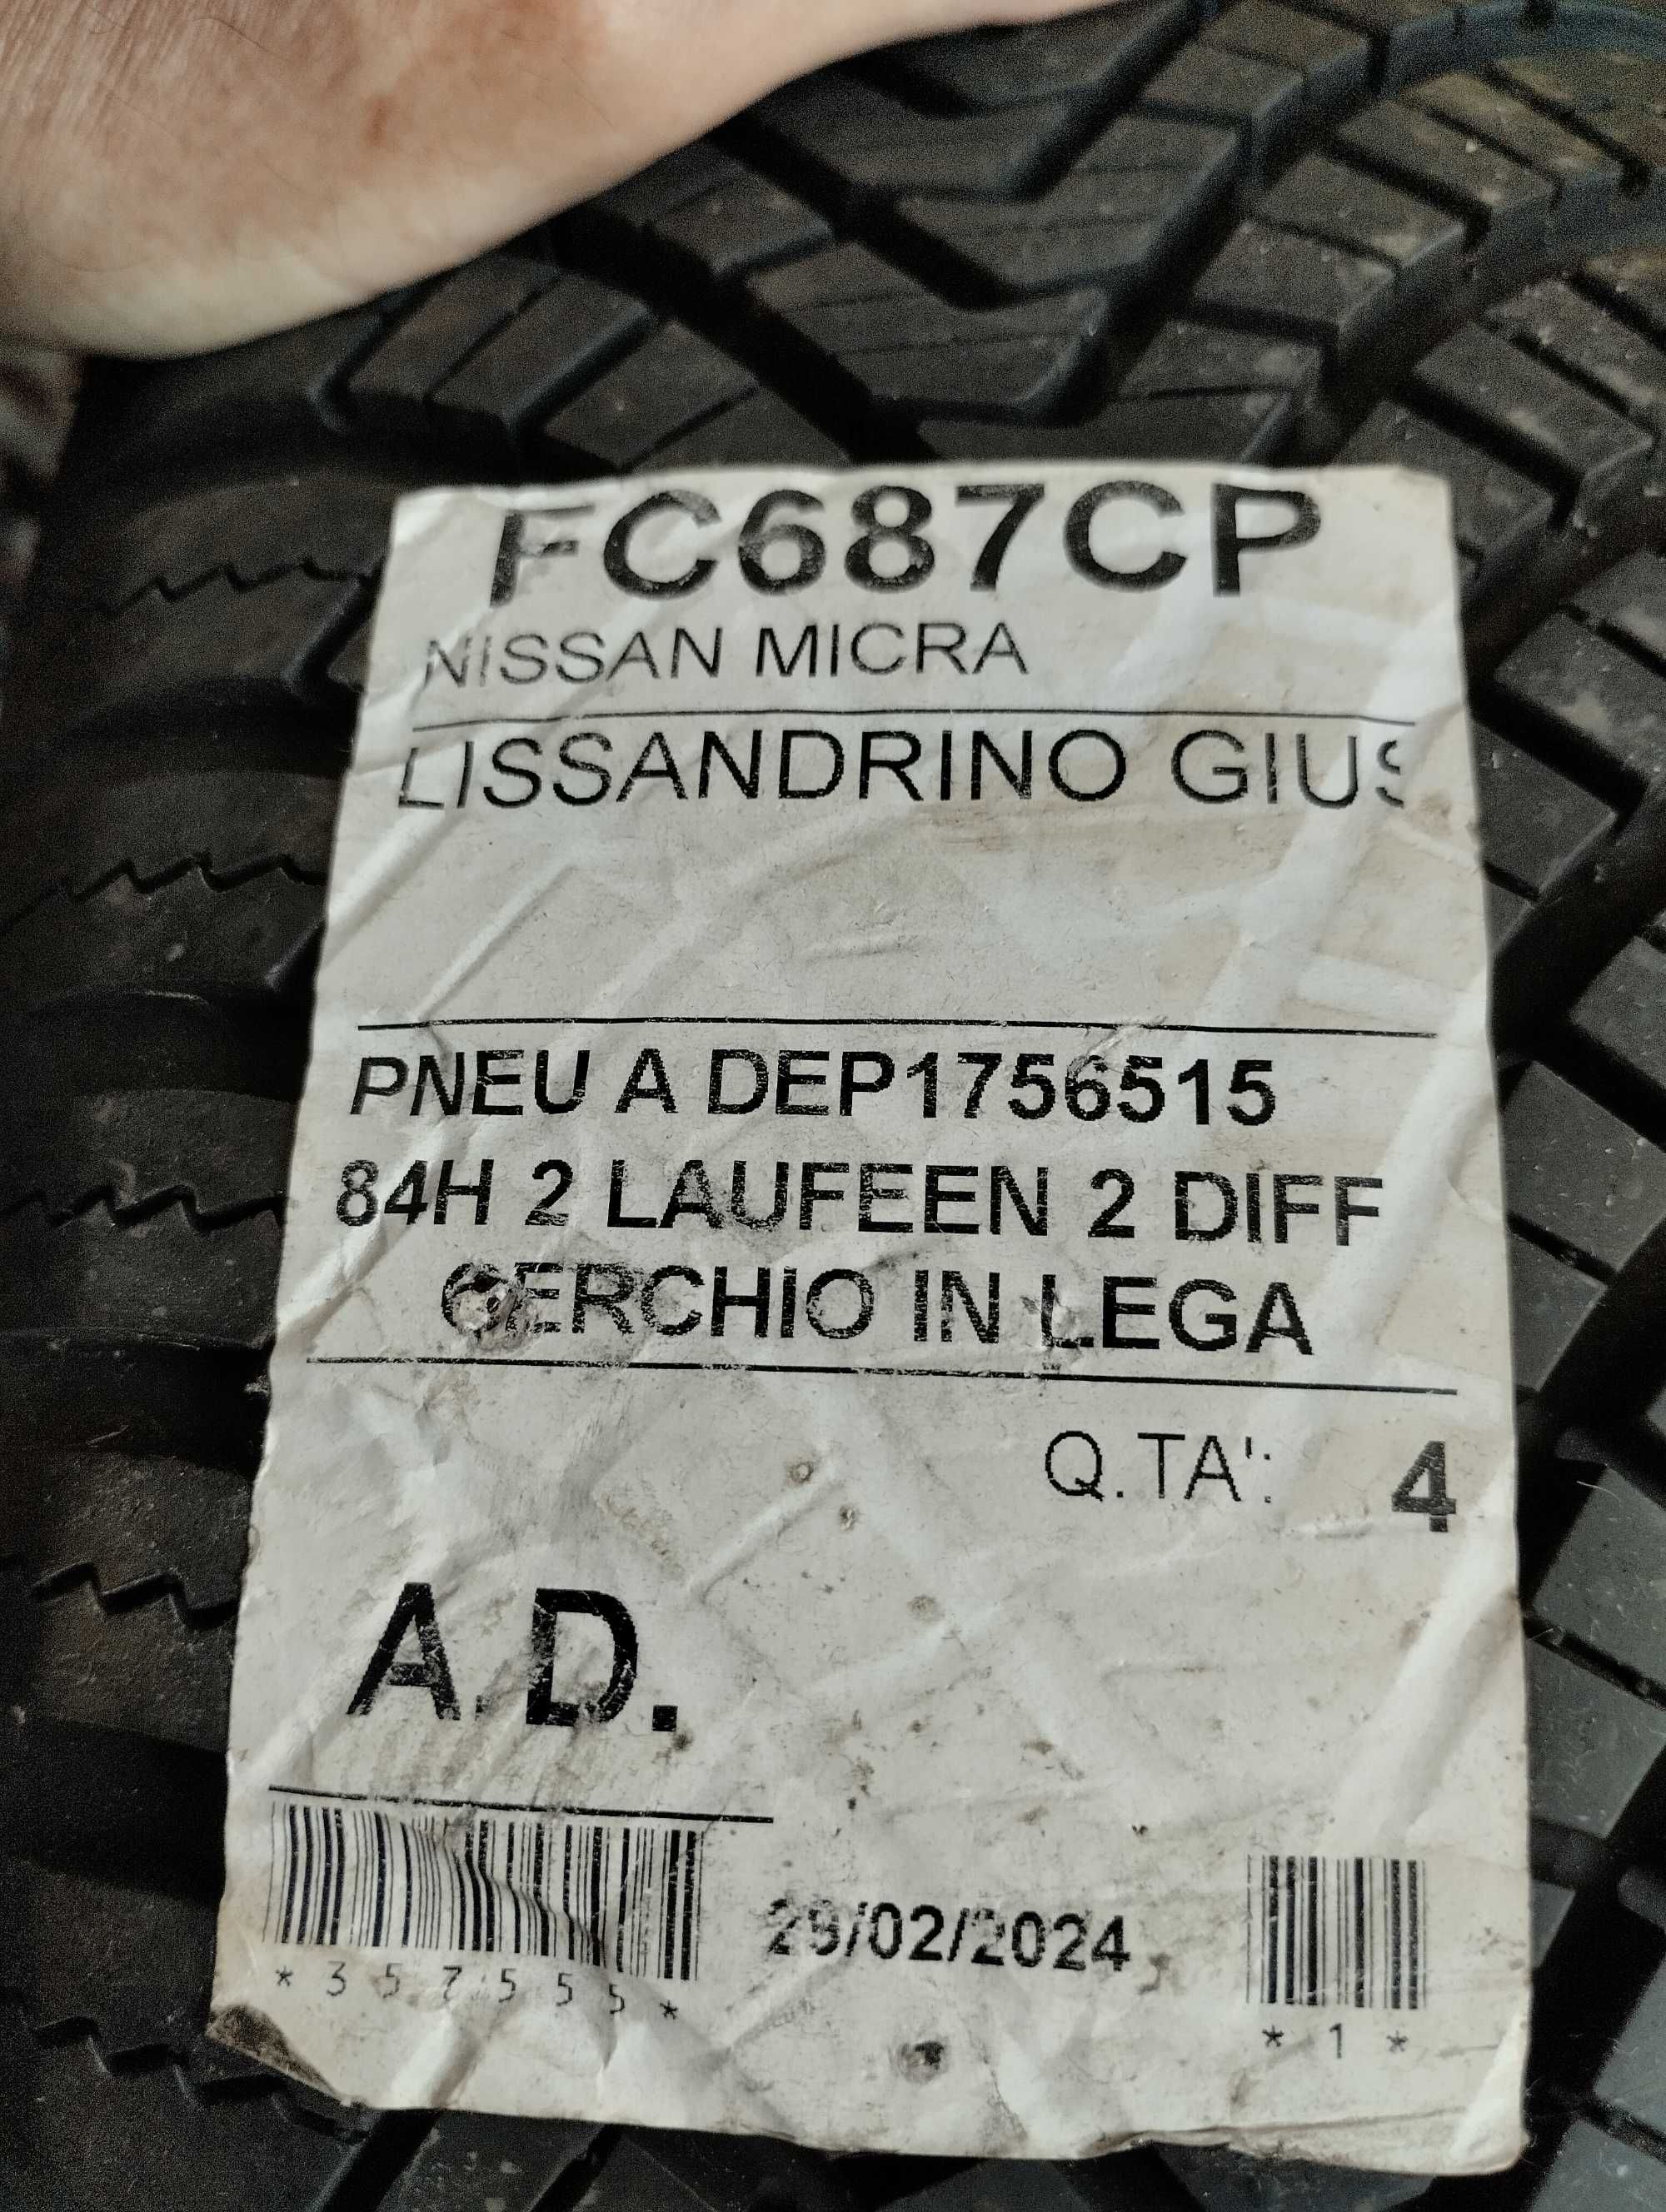 FC687CP
NISSAN MICRA
LISSANDRINO GIUS
PNEU A DEP1756515
84H 2 LAUFEEN 2 DIFF
CERCHIO IN LEGA
Q.TA': 4
A.D.
29/02/2024
*357555*
*1*